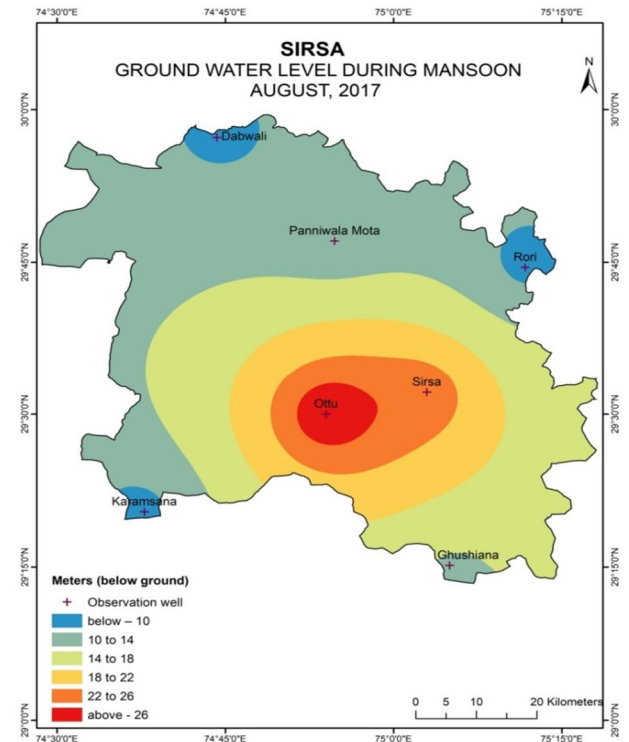 74°30'0"E 74°45'0"E 75°0'0"E 75°15'0"E
SIRSA
GROUND WATER LEVEL DURING MANSOON
AUGUST, 2017
N
30°0'0"N 30°0'0"N
Dabwali
Panniwala Mota
Rori
29°45'0"N 29°45'0"N
Sirsa
Ottu
29°30'0"N 29°30'0"N
Karamsana
Ghushiana
29°15'0"N 29°15'0"N
Meters (below ground)
Observation well
below – 10
10 to 14
14 to 18
18 to 22
22 to 26
above - 26
0 5 10 20 Kilometers
29°0'0"N 29°0'0"N
74°30'0"E 74°45'0"E 75°0'0"E 75°15'0"E